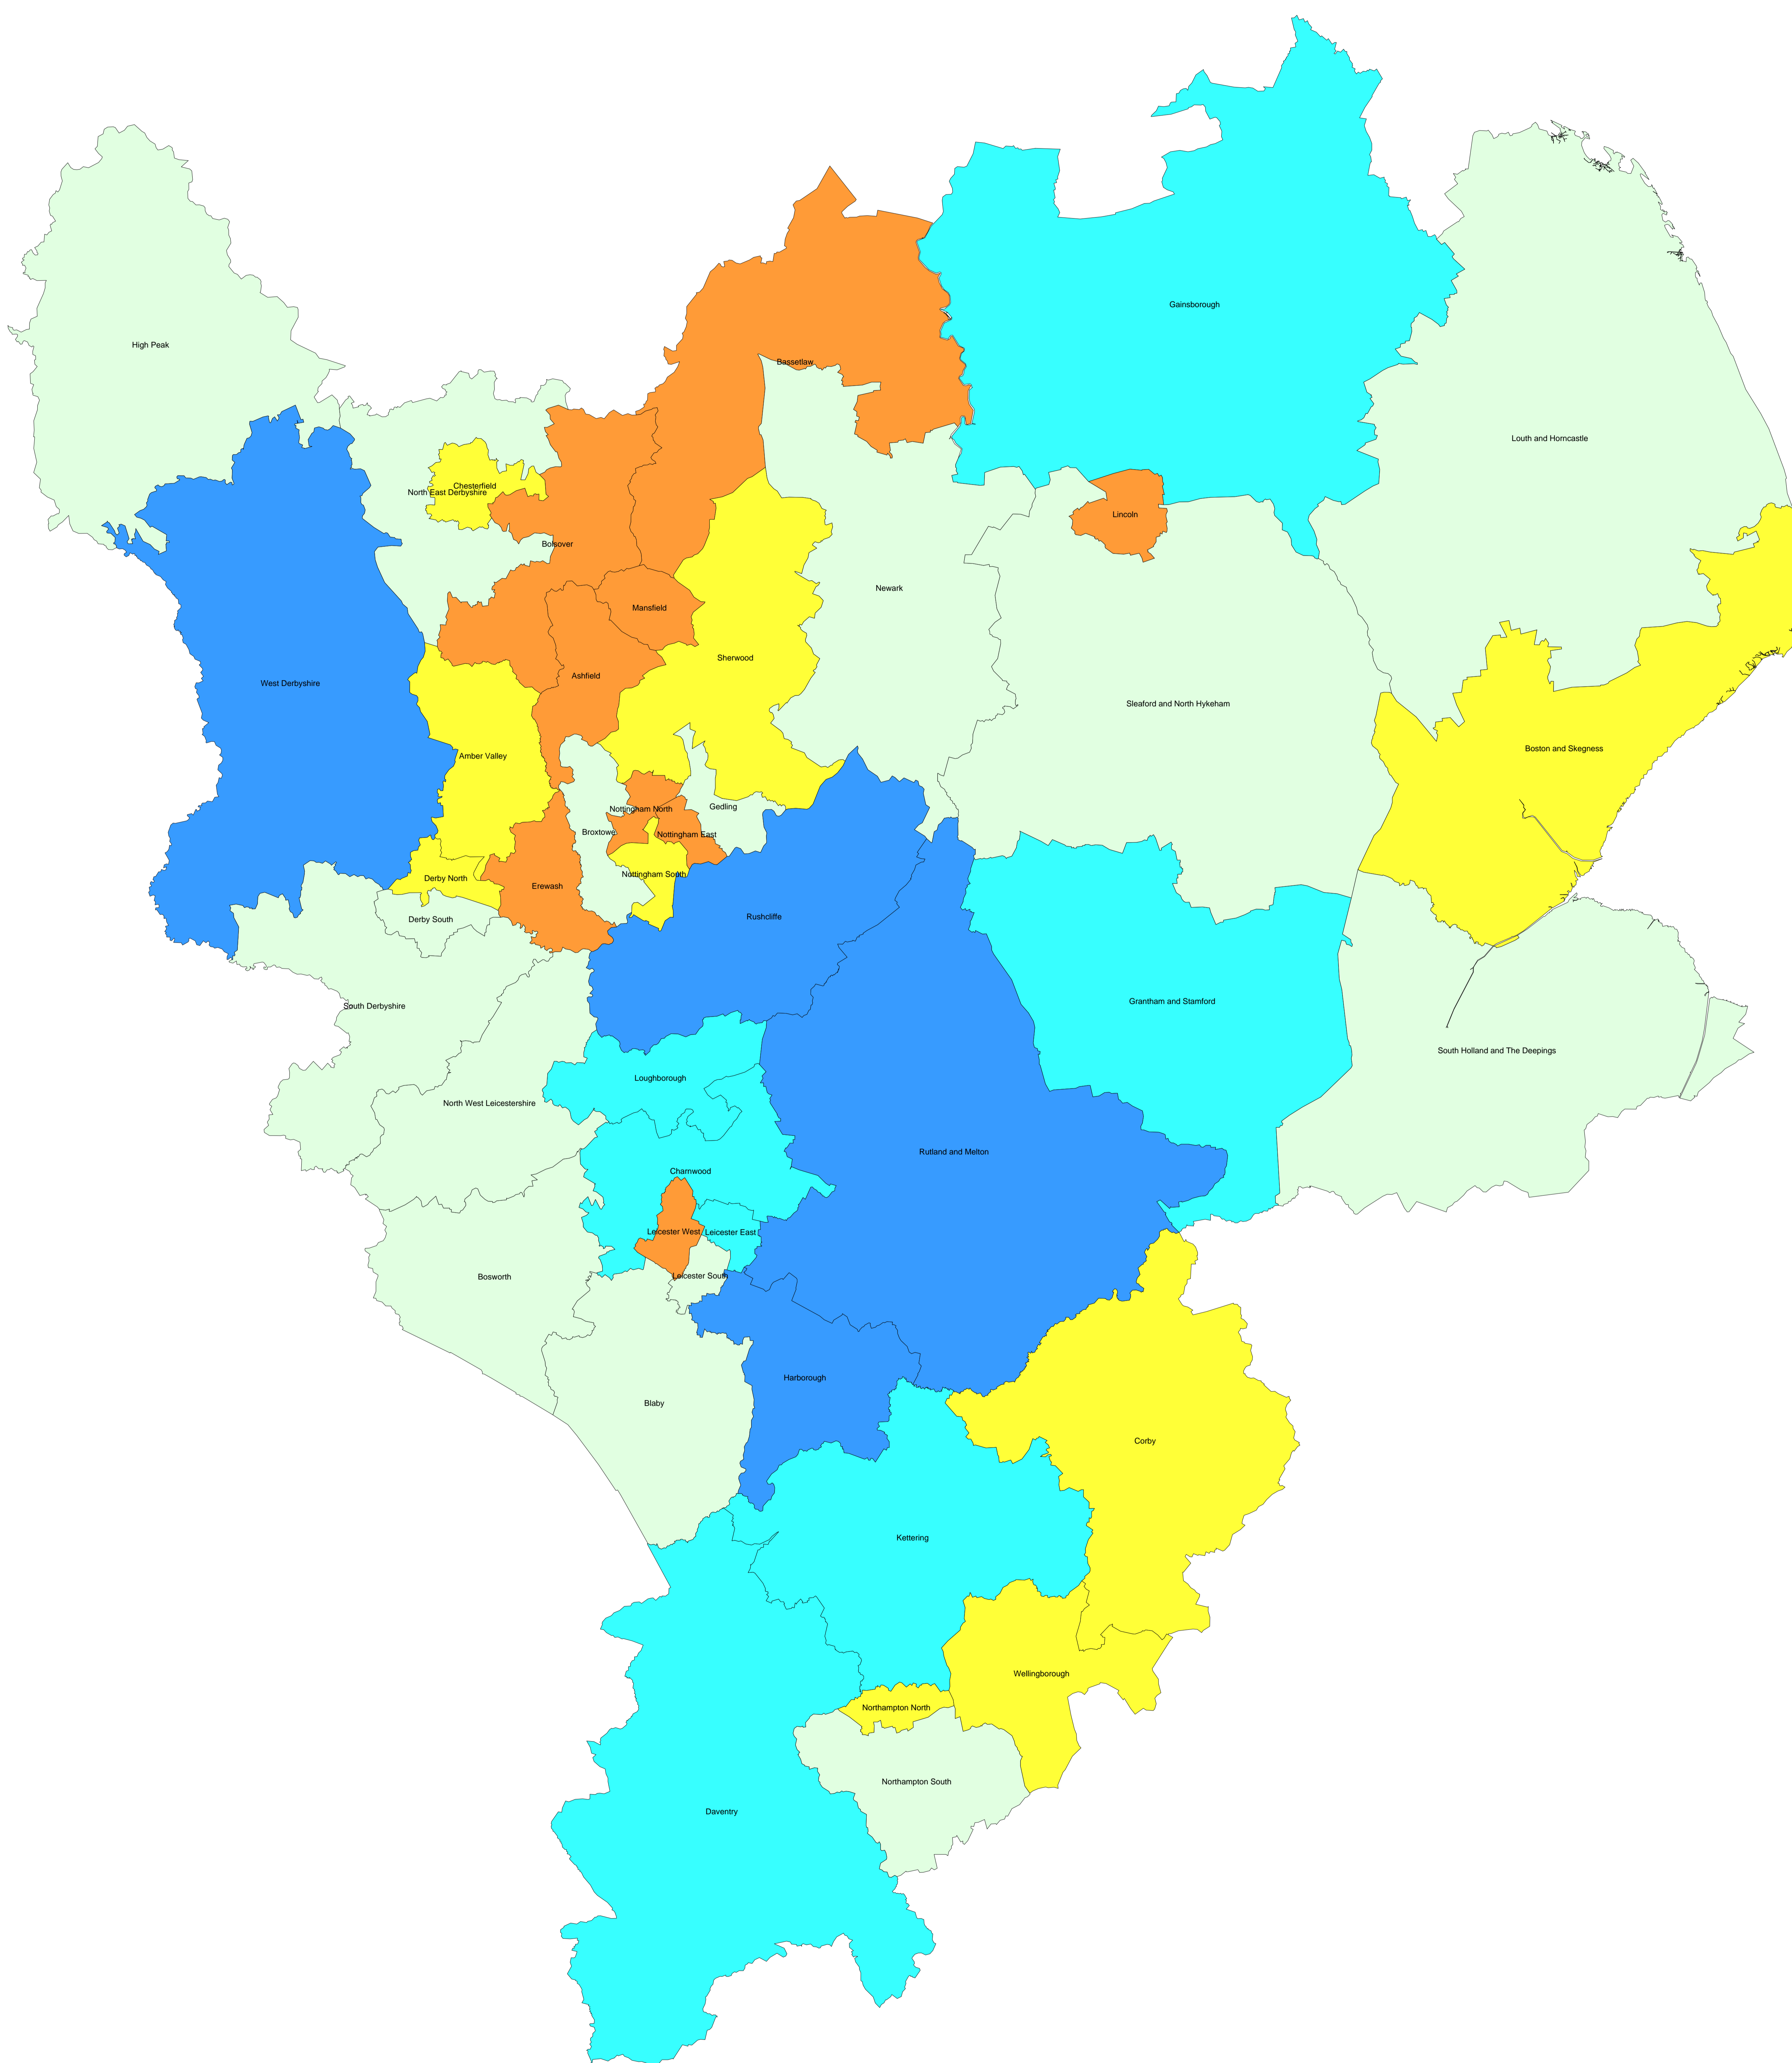 Gainsborough
High Peak
Bassetlaw
Louth and Horncastle
Chesterfield
North East Derbyshire
Lincoln
Bolsover
Newark
Mansfield
Sherwood
Ashfield
West Derbyshire
Sleaford and North Hykeham
Boston and Skegness
Amber Valley
Gedling
Nottingham North
Broxtowe
Nottingham East
Nottingham South
Derby North
Erewash
Rushcliffe
Derby South
Grantham and Stamford
South Derbyshire
South Holland and The Deepings
Loughborough
North West Leicestershire
Rutland and Melton
Charnwood
Leicester West
Leicester East
Leicester South
Bosworth
Harborough
Blaby
Corby
Kettering
Wellingborough
Northampton North
Northampton South
Daventry